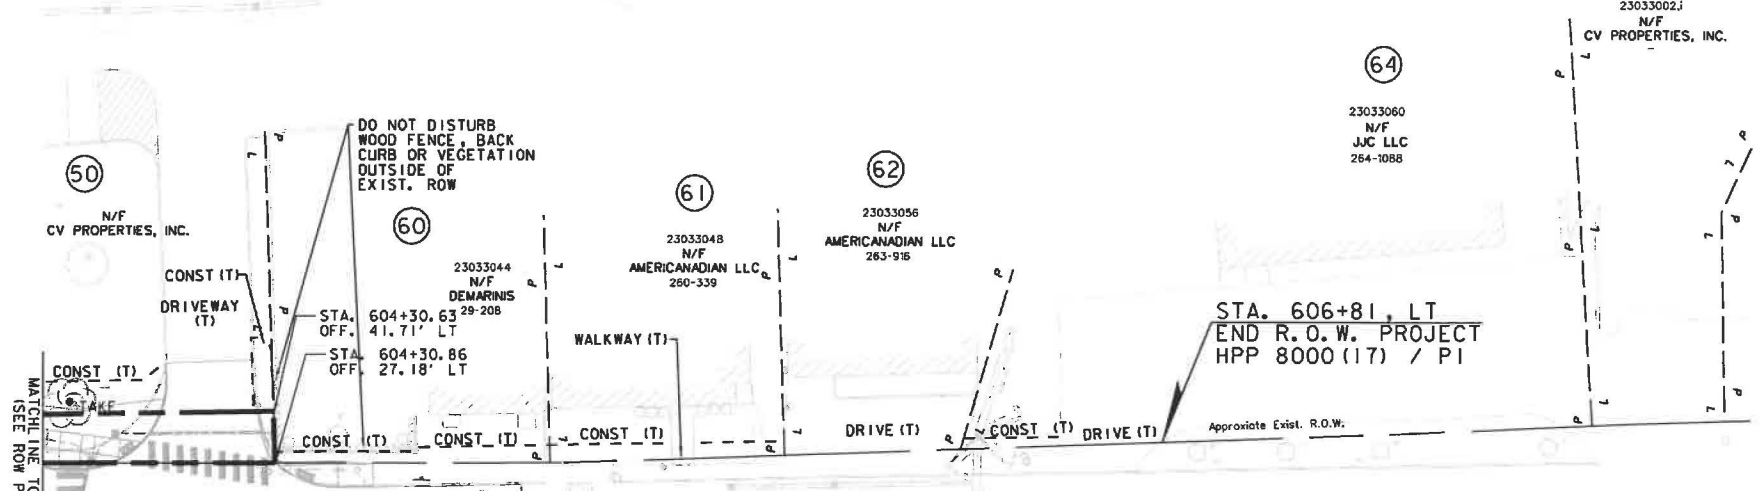 23033002.1
N/F
CV PROPERTIES, INC.
64
23033060
N/F
JJC LLC
264-1088
DO NOT DISTURB
WOOD FENCE, BACK
CURB OR VEGETATION
OUTSIDE OF
EXIST. ROW
50
N/F
CV PROPERTIES, INC.
60
23033044
N/F
DEMARINIS
29-208
61
23033048
N/F
AMERICANADIAN LLC
260-339
62
23033056
N/F
AMERICANADIAN LLC
263-916
CONST (T)
DRIVEWAY
(T)
STA. 604+30.63
OFF. 41.71' LT
STA. 604+30.86
OFF. 27.18' LT
WALKWAY (T)
STA. 606+81, LT
END R.O.W. PROJECT
HPP 8000(17) / P1
CONST (T)
TAKE
MATCHLINE TO
(SEE ROW P
CONST (T)
CONST (T)
CONST (T)
DRIVE (T)
CONST (T)
DRIVE (T)
Approxiate Exist. R.O.W.
P
L
P
L
P
L
P
L
P
L
P
L
P
L
P
L
P
L
P
L
P
L
P
L